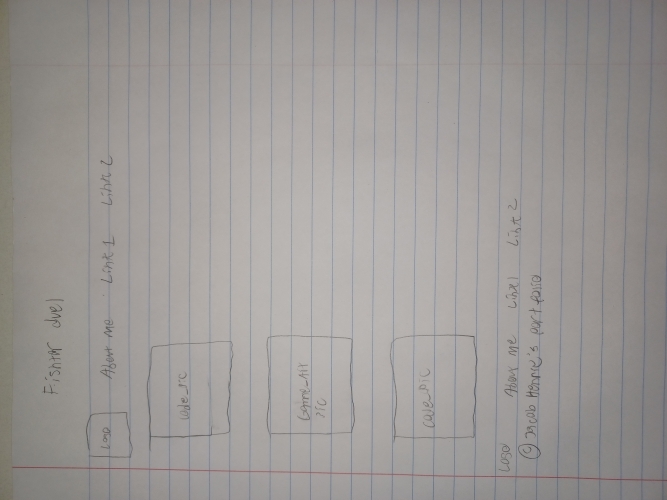 Fishtar duel
Logo About me Link 1 Link 2
Code_Pic
Game_Art
Pic
Code_Pic
Logo About me Link 1 Link 2
© Jacob Henrie's portfolio